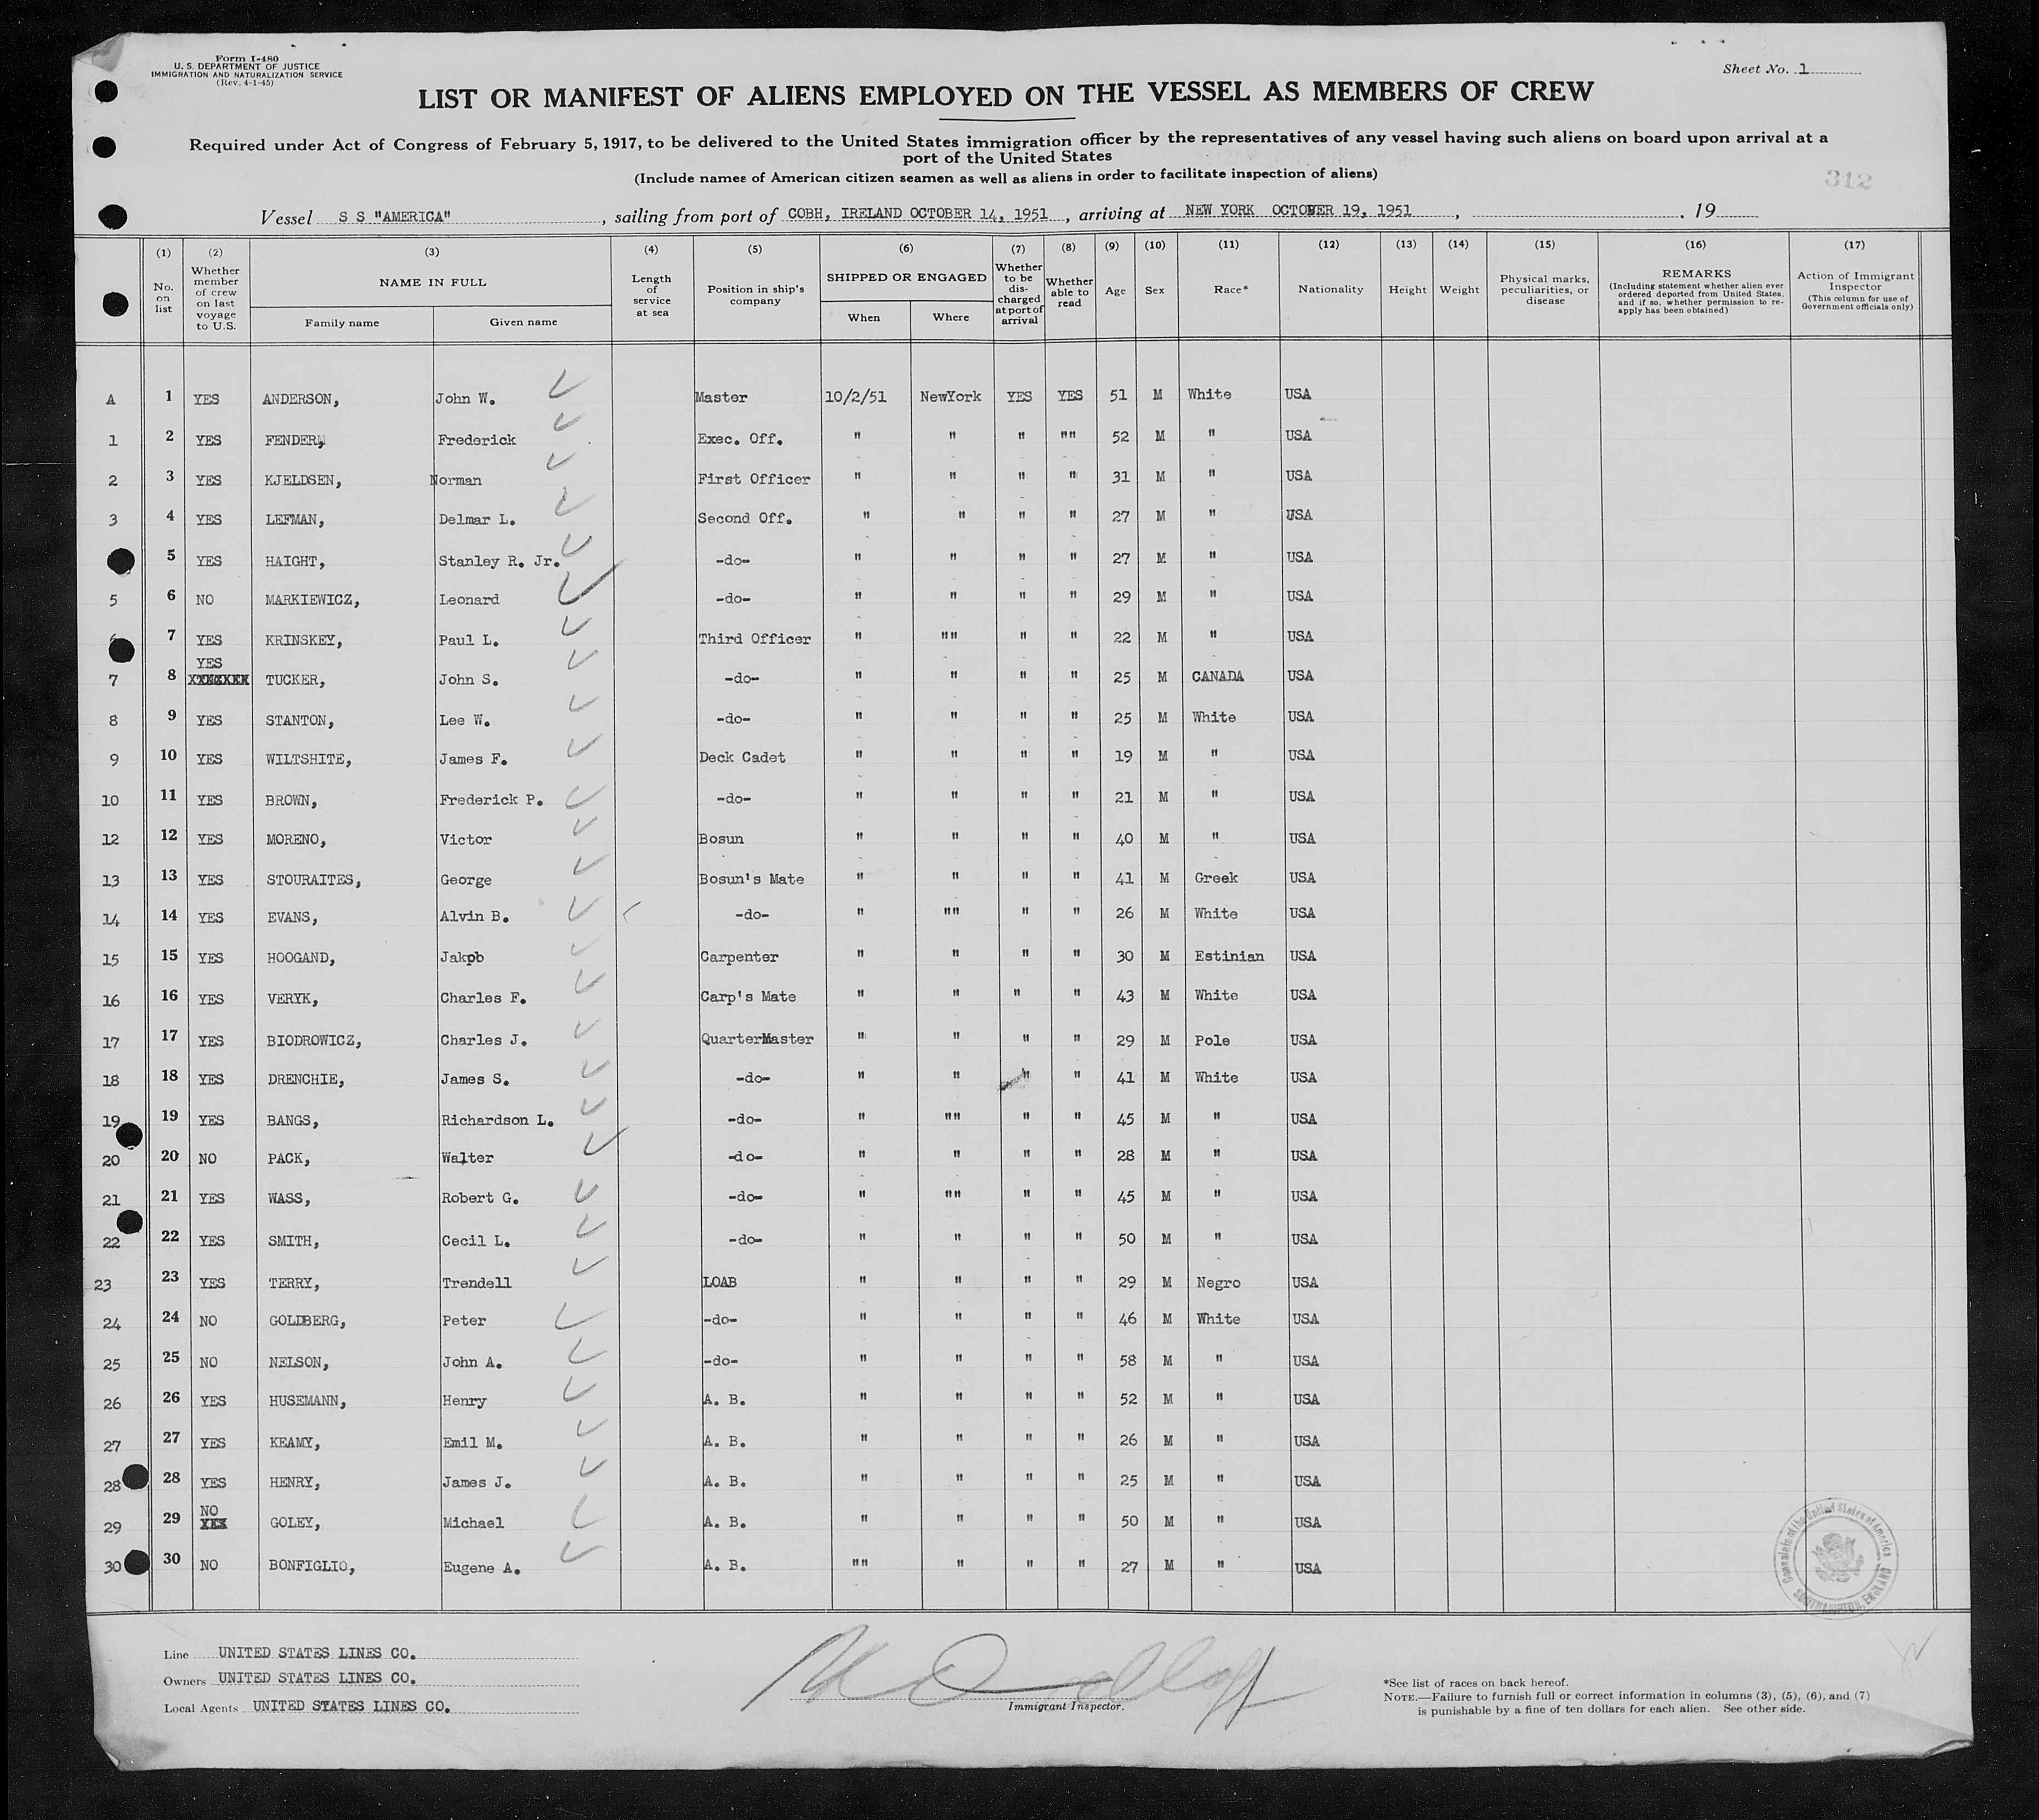 Form I-480
U. S. DEPARTMENT OF JUSTICE
IMMIGRATION AND NATURALIZATION SERVICE
(Rev. 4-1-45)
Sheet No. 1
LIST OR MANIFEST OF ALIENS EMPLOYED ON THE VESSEL AS MEMBERS OF CREW
Required under Act of Congress of February 5, 1917, to be delivered to the United States immigration officer by the representatives of any vessel having such aliens on board upon arrival at a
port of the United States
(Include names of American citizen seamen as well as aliens in order to facilitate inspection of aliens)
312
Vessel S S "AMERICA", sailing from port of COBH, IRELAND OCTOBER 14, 1951, arriving at NEW YORK OCTOBER 19, 1951, , 19
(1) (2) (3) (4) (5) (6) (7) (8) (9) (10) (11) (12) (13) (14) (15) (16) (17)
No. on list
Whether member of crew on last voyage to U.S.
NAME IN FULL
Family name Given name
Length of service at sea
Position in ship's company
SHIPPED OR ENGAGED
When Where
Whether to be discharged at port of arrival
Whether able to read
Age Sex Race* Nationality Height Weight
Physical marks, peculiarities, or disease
REMARKS
(Including statement whether alien ever ordered deported from United States, and if so, whether permission to re-apply has been obtained)
Action of Immigrant Inspector
(This column for use of Government officials only)
A 1 YES ANDERSON, John W. Master 10/2/51 NewYork YES YES 51 M White USA
1 2 YES FENDER, Frederick Exec. Off. " " " "" 52 M " USA
2 3 YES KJELDSEN, Norman First Officer " " " " 31 M " USA
3 4 YES LEFMAN, Delmar L. Second Off. " " " " 27 M " USA
5 YES HAIGHT, Stanley R. Jr. -do- " " " " 27 M " USA
5 6 NO MARKIEWICZ, Leonard -do- " " " " 29 M " USA
7 YES KRINSKEY, Paul L. Third Officer " "" " " 22 M " USA
7 8 YES TUCKER, John S. -do- " " " " 25 M CANADA USA
8 9 YES STANTON, Lee W. -do- " " " " 25 M White USA
9 10 YES WILTSHITE, James F. Deck Cadet " " " " 19 M " USA
10 11 YES BROWN, Frederick P. -do- " " " " 21 M " USA
12 12 YES MORENO, Victor Bosun " " " " 40 M " USA
13 13 YES STOURAITES, George Bosun's Mate " " " " 41 M Greek USA
14 14 YES EVANS, Alvin B. -do- " "" " " 26 M White USA
15 15 YES HOOGAND, Jakob Carpenter " " " " 30 M Estinian USA
16 16 YES VERYK, Charles F. Carp's Mate " " " " 43 M White USA
17 17 YES BIODROWICZ, Charles J. QuarterMaster " " " " 29 M Pole USA
18 18 YES DRENCHIE, James S. -do- " " " " 41 M White USA
19 19 YES BANGS, Richardson L. -do- " "" " " 45 M " USA
20 20 NO PACK, Walter -do- " " " " 28 M " USA
21 21 YES WASS, Robert G. -do- " "" " " 45 M " USA
22 22 YES SMITH, Cecil L. -do- " " " " 50 M " USA
23 23 YES TERRY, Trendell LOAB " " " " 29 M Negro USA
24 24 NO GOLDBERG, Peter -do- " " " " 46 M White USA
25 25 NO NELSON, John A. -do- " " " " 58 M " USA
26 26 YES HUSEMANN, Henry A. B. " " " " 52 M " USA
27 27 YES KEAMY, Emil M. A. B. " " " " 26 M " USA
28 28 YES HENRY, James J. A. B. " " " " 25 M " USA
29 29 NO GOLEY, Michael A. B. " " " " 50 M " USA
30 30 NO BONFIGLIO, Eugene A. A. B. "" " " " 27 M " USA
Consulate of the United States of America
SOUTHAMPTON, ENGLAND
Line UNITED STATES LINES CO.
Owners UNITED STATES LINES CO.
Local Agents UNITED STATES LINES CO.
Immigrant Inspector.
*See list of races on back hereof.
NOTE.—Failure to furnish full or correct information in columns (3), (5), (6), and (7)
is punishable by a fine of ten dollars for each alien. See other side.